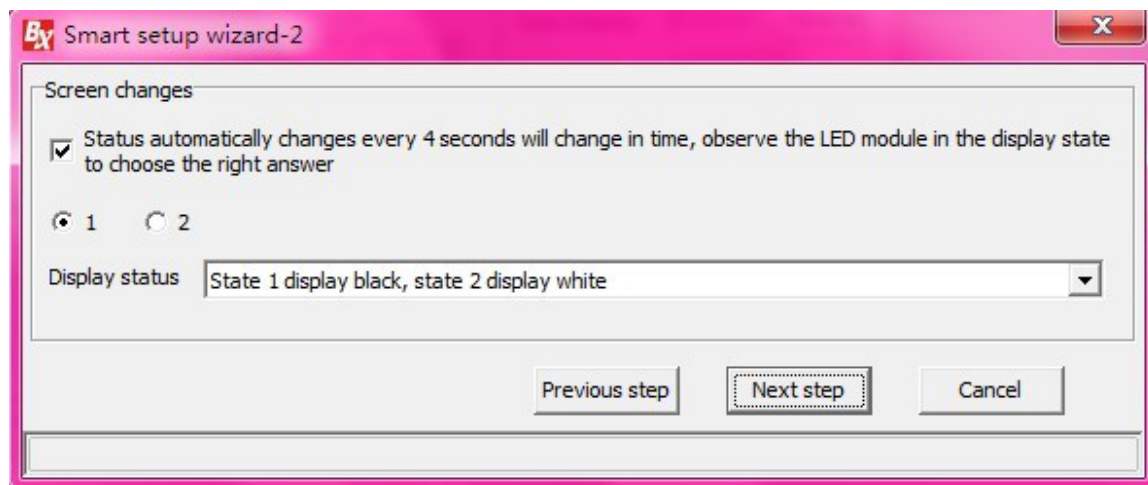 BX Smart setup wizard-2
Screen changes
Status automatically changes every 4 seconds will change in time, observe the LED module in the display state
to choose the right answer
1 2
Display status State 1 display black, state 2 display white
Previous step Next step Cancel